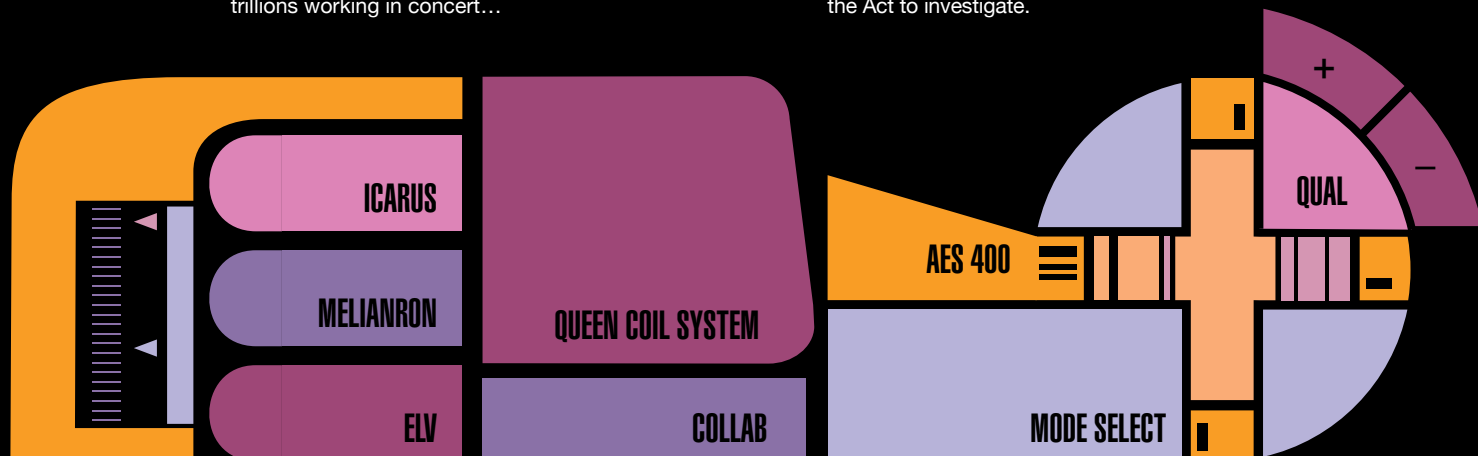 trillions working in concert…
the Act to investigate.
ICARUS
MELIANRON
ELV
QUEEN COIL SYSTEM
COLLAB
AES 400
MODE SELECT
QUAL
+
–